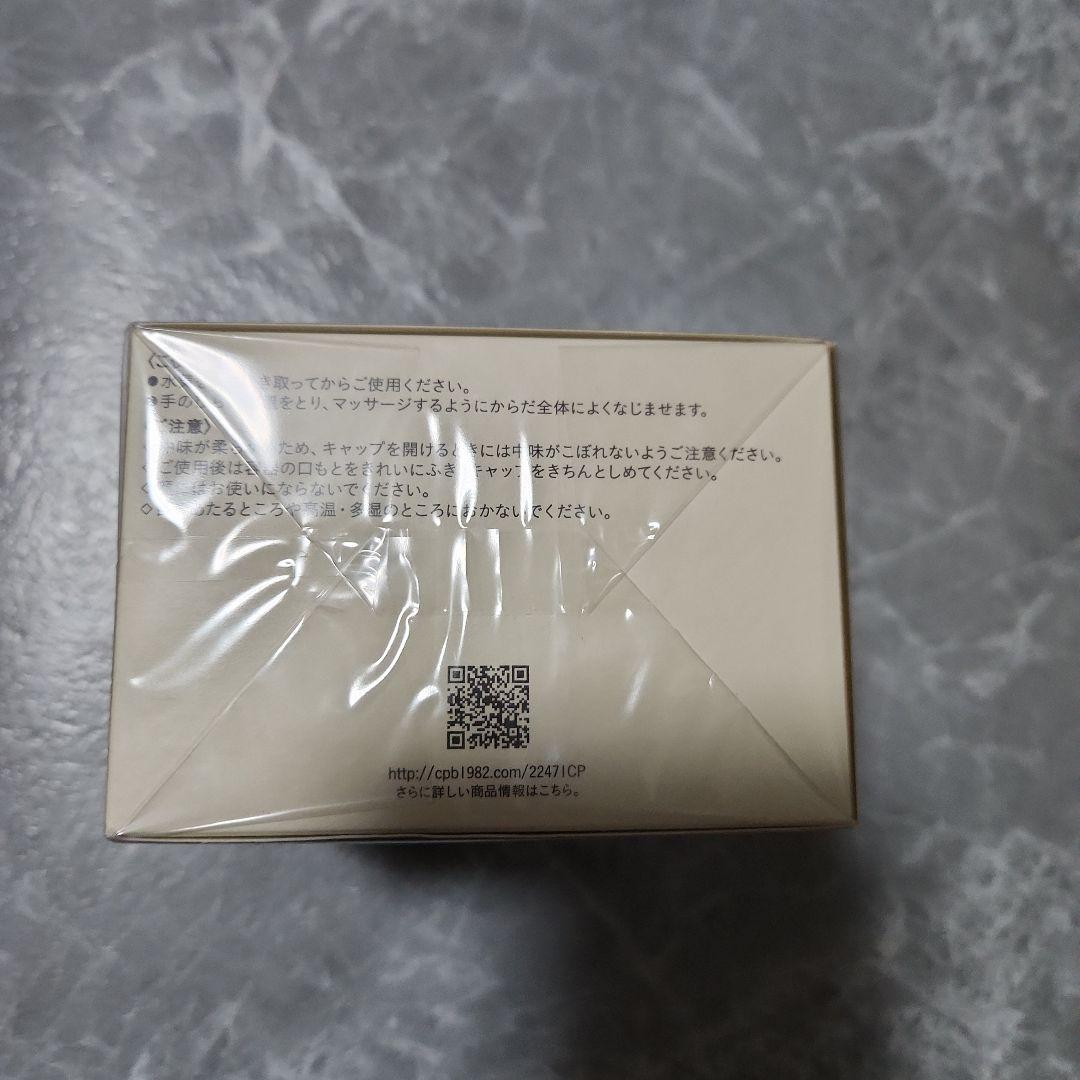 〈ご
●水 き取ってからご使用ください。
●手の をとり、マッサージするようにからだ全体によくなじませます。
ご注意〉
中味が柔 ため、キャップを開けるときには中味がこぼれないようご注意ください。
◇ご使用後は容器の口もとをきれいにふき、キャップをきちんとしめてください。
◇ はお使いにならないでください。
◇ あたるところや高温・多湿のところにおかないでください。
http://cpb1982.com/22471CP
さらに詳しい商品情報はこちら。